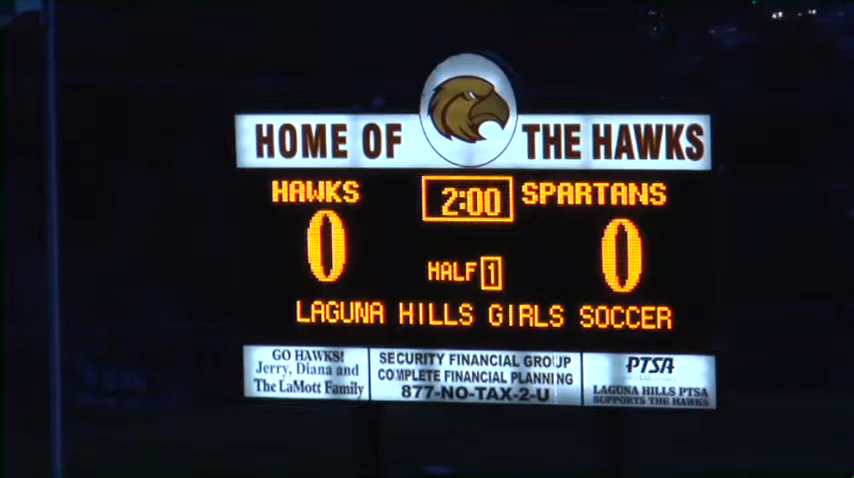 HOME OF THE HAWKS
HAWKS 2:00 SPARTANS
0 HALF 1 0
LAGUNA HILLS GIRLS SOCCER
GO HAWKS!
Jerry, Diana and
The LaMott Family
SECURITY FINANCIAL GROUP
COMPLETE FINANCIAL PLANNING
877-NO-TAX-2-U
PTSA
LAGUNA HILLS PTSA
SUPPORTS THE HAWKS